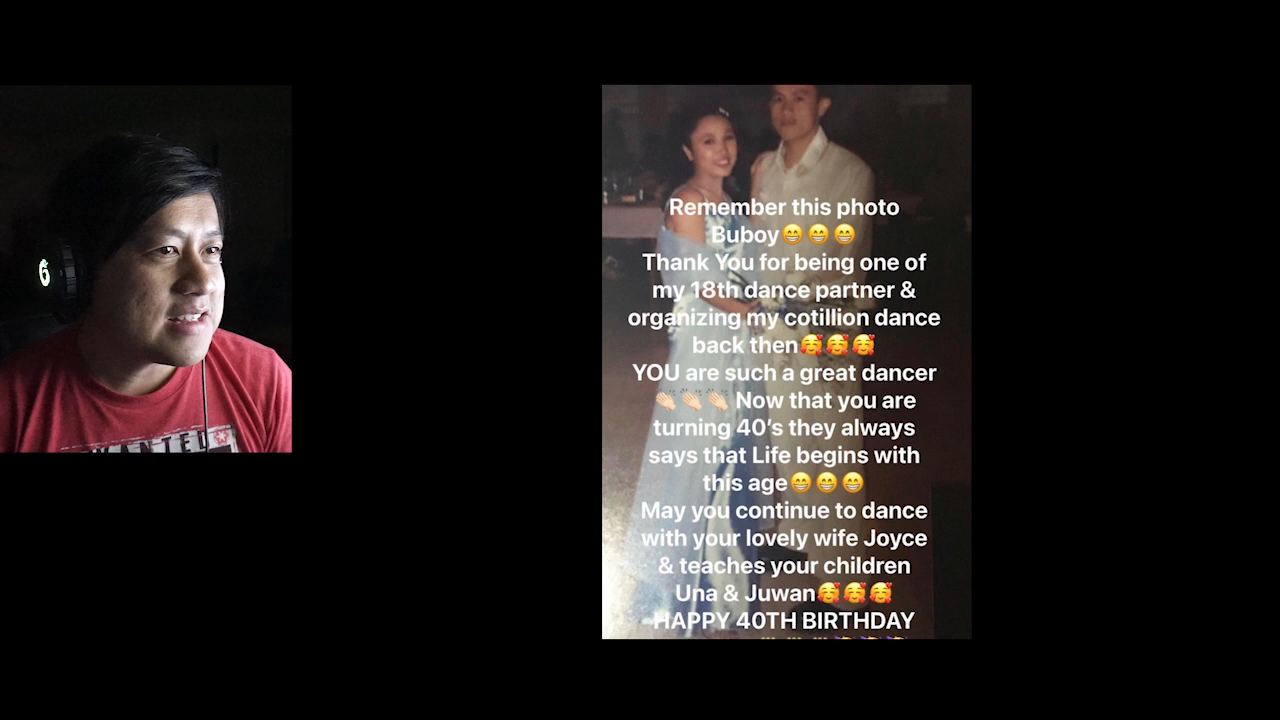 Remember this photo
Buboy😁😁😁
Thank You for being one of
my 18th dance partner &
organizing my cotillion dance
back then🥰🥰🥰
YOU are such a great dancer
👏🏻👏🏻👏🏻 Now that you are
turning 40's they always
says that Life begins with
this age😁😁😁
May you continue to dance
with your lovely wife Joyce
& teaches your children
Una & Juwan🥰🥰🥰
HAPPY 40TH BIRTHDAY
WANTED